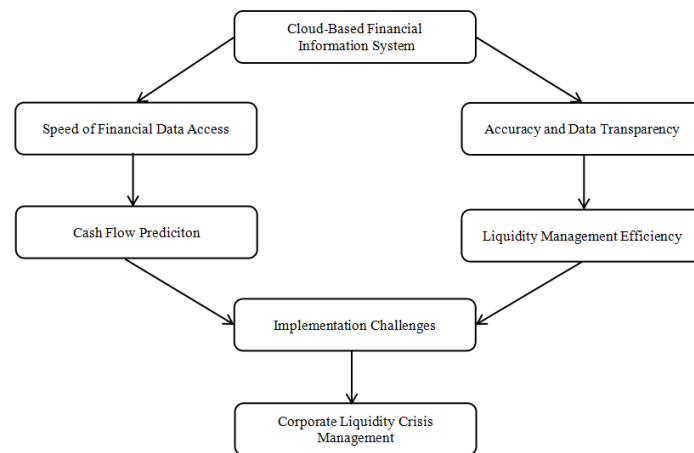 Cloud-Based Financial
Information System
Speed of Financial Data Access
Accuracy and Data Transparency
Cash Flow Prediciton
Liquidity Management Efficiency
Implementation Challenges
Corporate Liquidity Crisis
Management